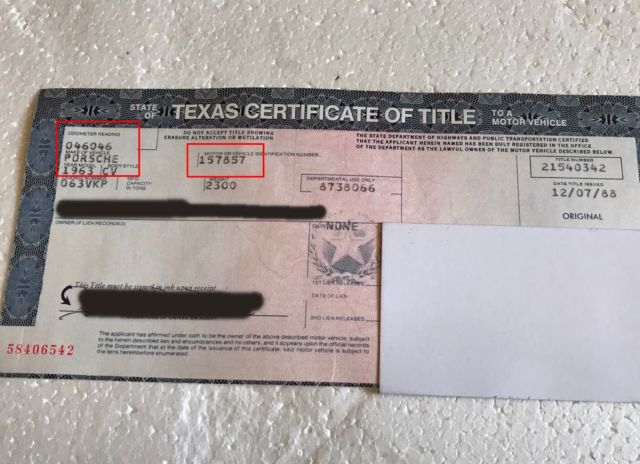 STATE OF TEXAS CERTIFICATE OF TITLE TO A MOTOR VEHICLE
ODOMETER READING
046046
MAKE OF VEHICLE
PORSCHE
YEAR MODEL BODY STYLE
1963 CV
063VKP
MFG. CAPACITY IN TONS
DO NOT ACCEPT TITLE SHOWING
ERASURE ALTERATION OR MUTILATION
MOTOR OR VEHICLE IDENTIFICATION NUMBER
157857
WEIGHT
2300
THE STATE DEPARTMENT OF HIGHWAYS AND PUBLIC TRANSPORTATION CERTIFIES
THAT THE APPLICANT HEREIN NAMED HAS BEEN DULY REGISTERED IN THE OFFICE
OF THE DEPARTMENT AS THE LAWFUL OWNER OF THE MOTOR VEHICLE DESCRIBED BELOW.
DEPARTMENTAL USE ONLY
8738066
TITLE NUMBER
21540342
DATE TITLE ISSUED
12/07/88
ORIGINAL
NONE
1ST LIEN RELEASED
DATE OF LIEN
2ND LIEN RELEASED
This Title must be signed in ink upon receipt
The applicant has affirmed under oath to be the owner of the above described motor vehicle, subject
to the herein described lien and encumbrances and no others, and it appears upon the official records
of the Department that at the date of the issuance of this certificate, said motor vehicle is subject to
the liens hereinbefore enumerated.
58406542